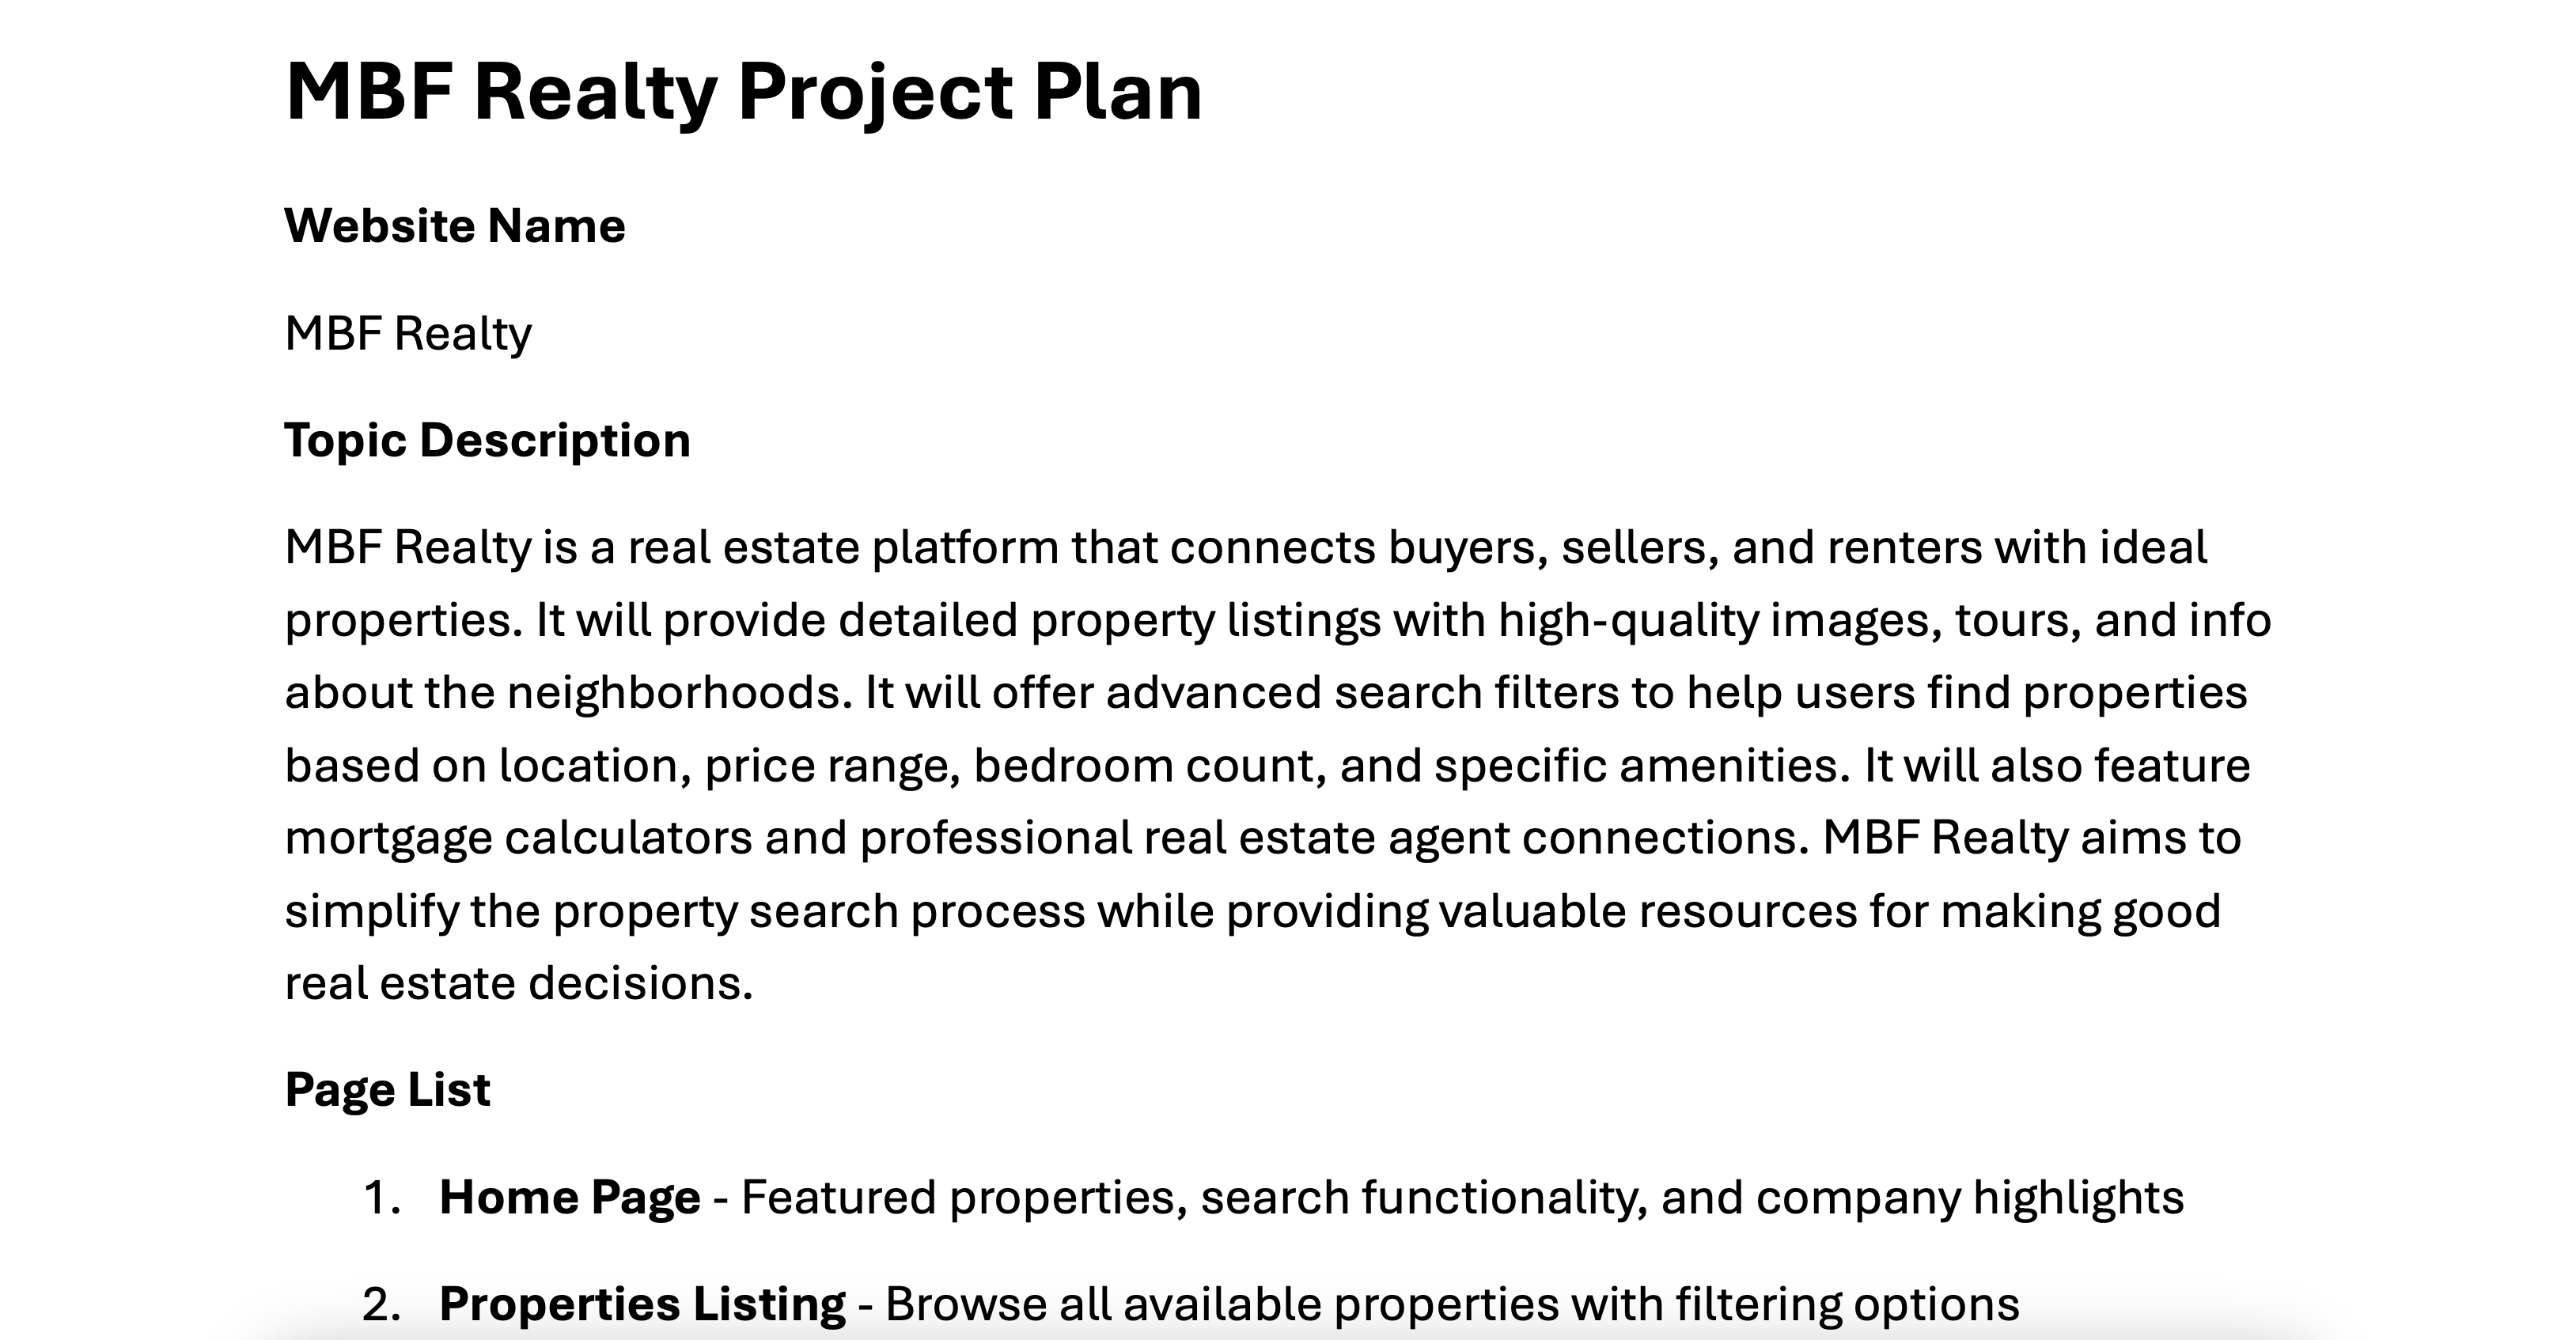 MBF Realty Project Plan
Website Name
MBF Realty
Topic Description
MBF Realty is a real estate platform that connects buyers, sellers, and renters with ideal
properties. It will provide detailed property listings with high-quality images, tours, and info
about the neighborhoods. It will offer advanced search filters to help users find properties
based on location, price range, bedroom count, and specific amenities. It will also feature
mortgage calculators and professional real estate agent connections. MBF Realty aims to
simplify the property search process while providing valuable resources for making good
real estate decisions.
Page List
1. Home Page - Featured properties, search functionality, and company highlights
2. Properties Listing - Browse all available properties with filtering options